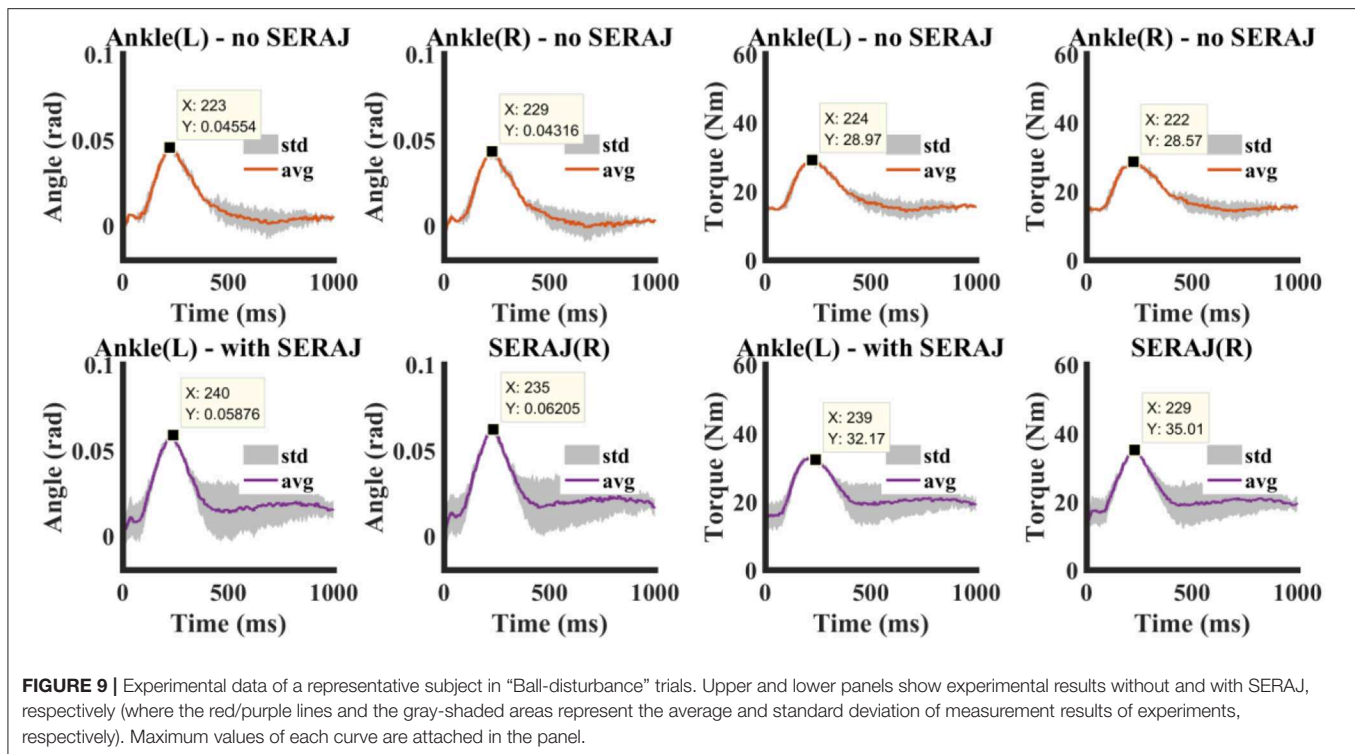 Ankle(L) - no SERAJ
0.1
0.05
0
Angle (rad)
X: 223
Y: 0.04554
std
avg
0 500 1000
Time (ms)
Ankle(R) - no SERAJ
0.1
0.05
0
Angle (rad)
X: 229
Y: 0.04316
std
avg
0 500 1000
Time (ms)
Ankle(L) - no SERAJ
60
40
20
0
Torque (Nm)
X: 224
Y: 28.97
std
avg
0 500 1000
Time (ms)
Ankle(R) - no SERAJ
60
40
20
0
Torque (Nm)
X: 222
Y: 28.57
std
avg
0 500 1000
Time (ms)
Ankle(L) - with SERAJ
0.1
0.05
0
Angle (rad)
X: 240
Y: 0.05876
std
avg
0 500 1000
Time (ms)
SERAJ(R)
0.1
0.05
0
Angle (rad)
X: 235
Y: 0.06205
std
avg
0 500 1000
Time (ms)
Ankle(L) - with SERAJ
60
40
20
0
Torque (Nm)
X: 239
Y: 32.17
std
avg
0 500 1000
Time (ms)
SERAJ(R)
60
40
20
0
Torque (Nm)
X: 229
Y: 35.01
std
avg
0 500 1000
Time (ms)
FIGURE 9 | Experimental data of a representative subject in “Ball-disturbance” trials. Upper and lower panels show experimental results without and with SERAJ,
respectively (where the red/purple lines and the gray-shaded areas represent the average and standard deviation of measurement results of experiments,
respectively). Maximum values of each curve are attached in the panel.